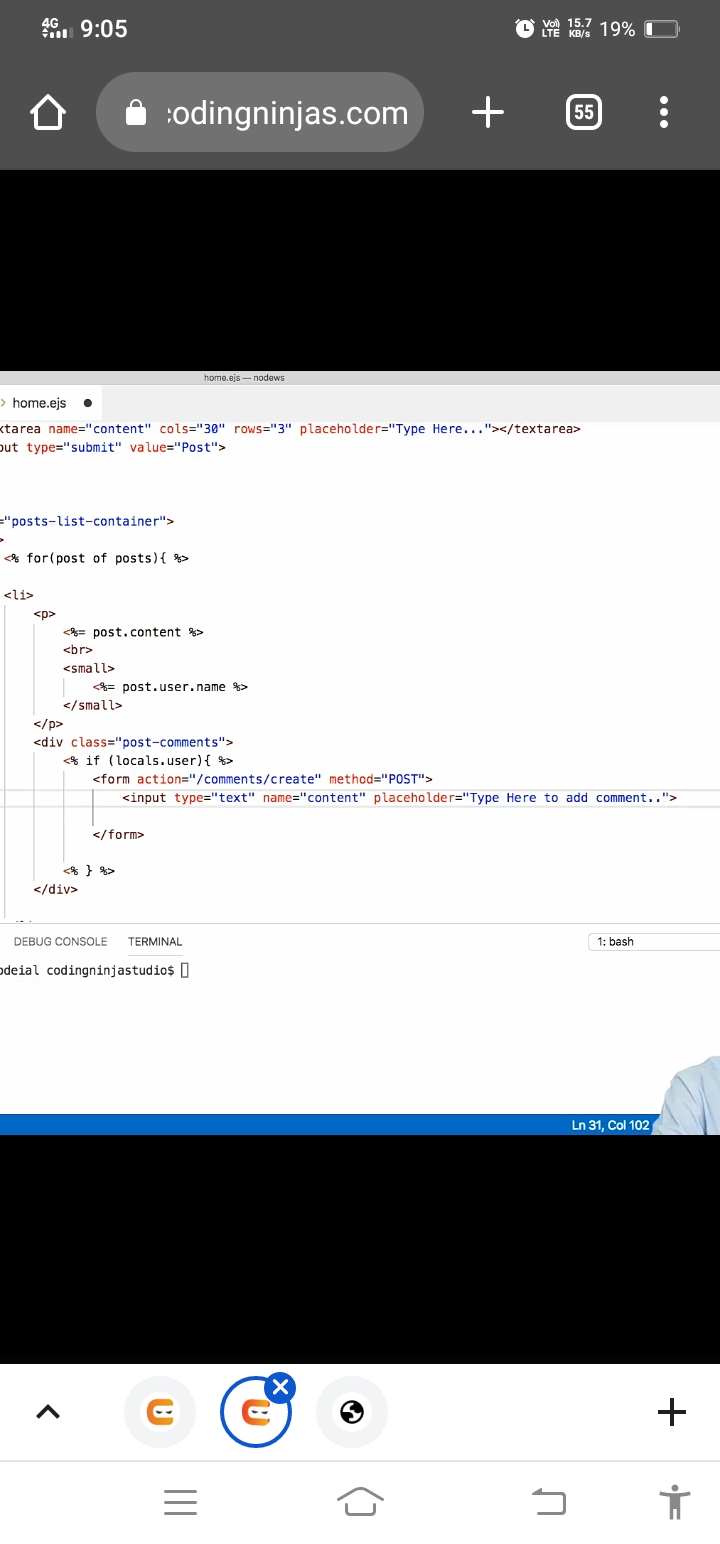 4G 9:05 Vo) LTE 15.7 KB/s 19%
codingninjas.com 55
home.ejs — nodews
> home.ejs ●
xtarea name="content" cols="30" rows="3" placeholder="Type Here..."></textarea>
out type="submit" value="Post">
="posts-list-container">
>
<% for(post of posts){ %>
<li>
<p>
<%= post.content %>
<br>
<small>
<%= post.user.name %>
</small>
</p>
<div class="post-comments">
<% if (locals.user){ %>
<form action="/comments/create" method="POST">
<input type="text" name="content" placeholder="Type Here to add comment..">
</form>
<% } %>
</div>
DEBUG CONSOLE TERMINAL 1: bash
odeial codingninjastudio$
Ln 31, Col 102